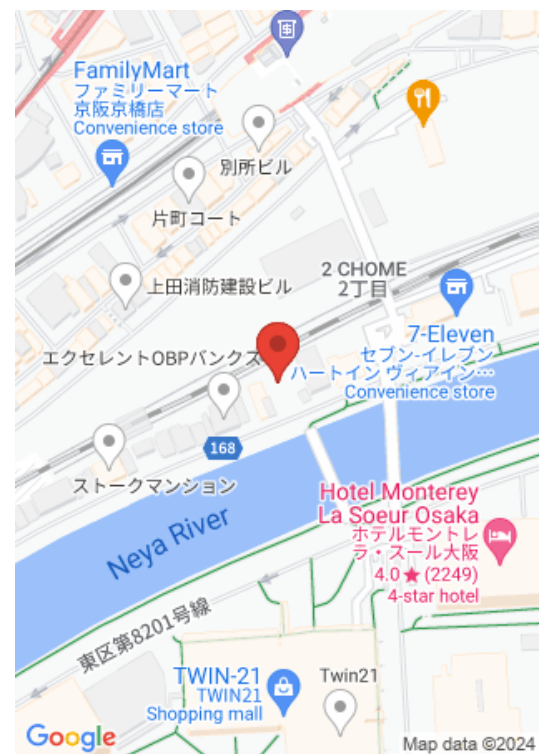 FamilyMart
ファミリーマート
京阪京橋店
Convenience store
別所ビル
片町コート
2 CHOME
2丁目
上田消防建設ビル
7-Eleven
セブン-イレブン
ハートイン ヴィアイン…
Convenience store
エクセレントOBPバンクス
168
ストークマンション
Neya River
Hotel Monterey
La Soeur Osaka
ホテルモントレ
ラ・スール大阪
4.0★(2249)
4-star hotel
東区第8201号線
TWIN-21
TWIN21
Shopping mall
Twin21
Google
Map data ©2024